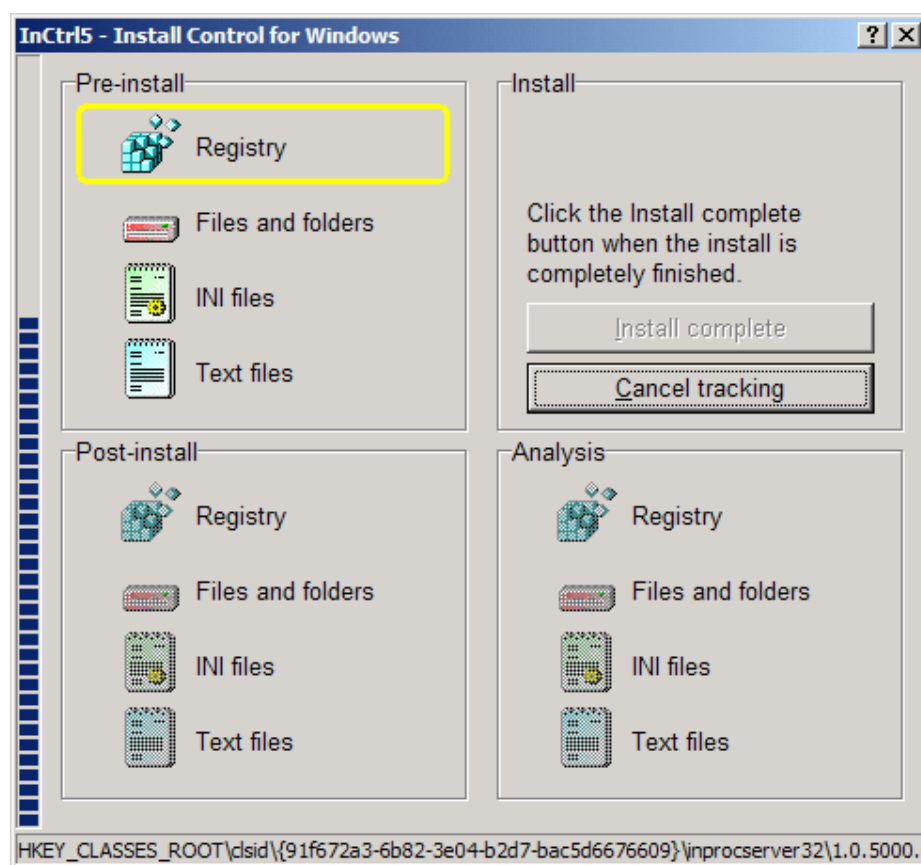 InCtrl5 - Install Control for Windows
Pre-install
Registry
Files and folders
INI files
Text files
Install
Click the Install complete
button when the install is
completely finished.
Install complete
Cancel tracking
Post-install
Registry
Files and folders
INI files
Text files
Analysis
Registry
Files and folders
INI files
Text files
HKEY_CLASSES_ROOT\clsid\{91f672a3-6b82-3e04-b2d7-bac5d6676609}\inprocserver32\1.0.5000.